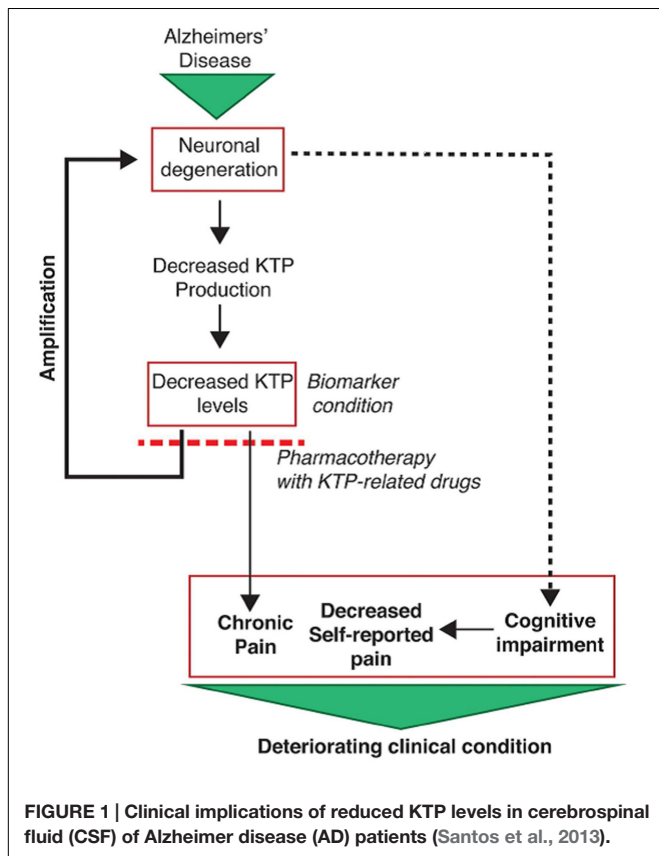 Alzheimers'
Disease
Neuronal
degeneration
Amplification
Decreased KTP
Production
Decreased KTP
levels
Biomarker
condition
Pharmacotherapy
with KTP-related drugs
Chronic
Pain
Decreased
Self-reported
pain
Cognitive
impairment
Deteriorating clinical condition
FIGURE 1 | Clinical implications of reduced KTP levels in cerebrospinal
fluid (CSF) of Alzheimer disease (AD) patients (Santos et al., 2013).